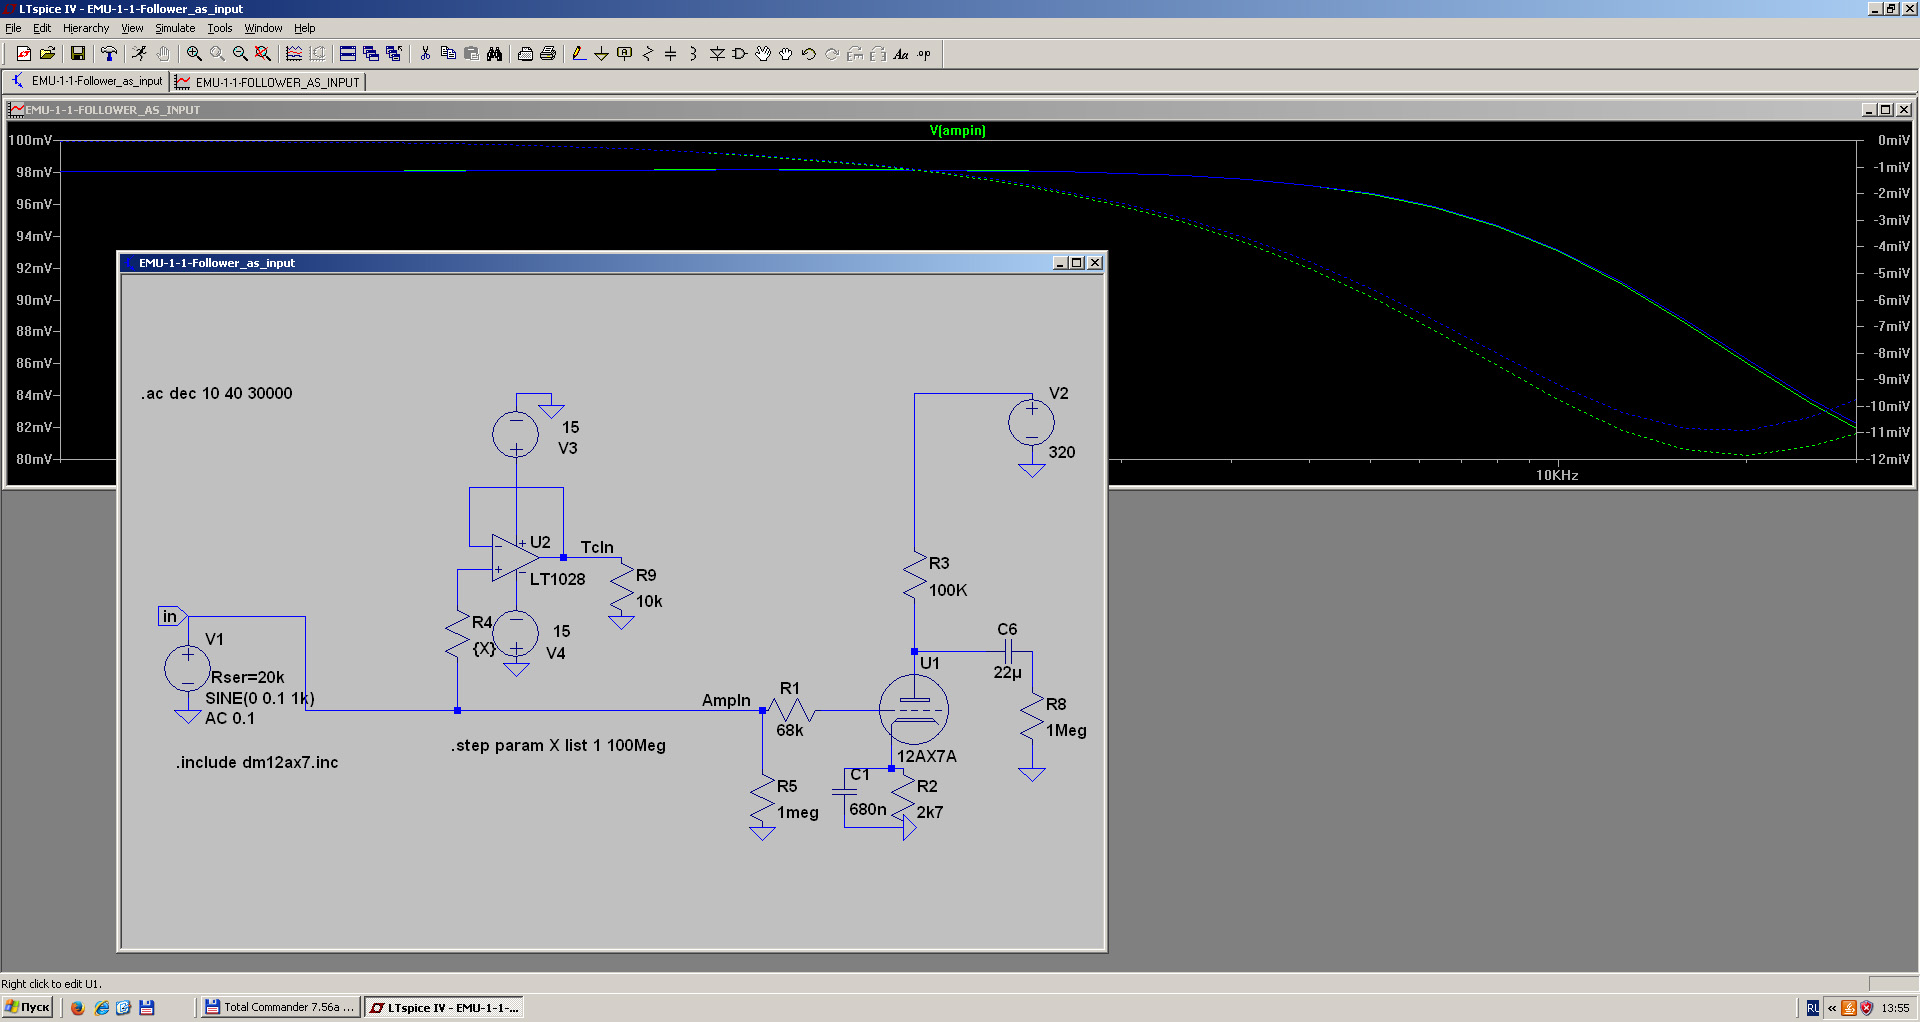 LTspice IV - EMU-1-1-Follower_as_input
File Edit Hierarchy View Simulate Tools Window Help
Aa .op
EMU-1-1-Follower_as_input EMU-1-1-FOLLOWER_AS_INPUT
EMU-1-1-FOLLOWER_AS_INPUT
V(ampin)
100mV
98mV
96mV
94mV
92mV
90mV
88mV
86mV
84mV
82mV
80mV
0miV
-1miV
-2miV
-3miV
-4miV
-5miV
-6miV
-7miV
-8miV
-9miV
-10miV
-11miV
-12miV
10KHz
EMU-1-1-Follower_as_input
.ac dec 10 40 30000
15
V3
V2
320
U2
TcIn
LT1028
R9
10k
R3
100K
in
V1
Rser=20k
SINE(0 0.1 1k)
AC 0.1
R4
{X}
15
V4
C6
22µ
U1
AmpIn
R1
68k
R8
1Meg
.step param X list 1 100Meg
12AX7A
.include dm12ax7.inc
R5
1meg
C1
680n
R2
2k7
Right click to edit U1.
Пуск Total Commander 7.56a ... LTspice IV - EMU-1-1-... RU « 13:55